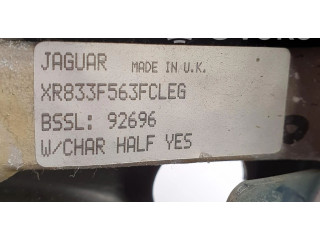 JAGUAR MADE IN U.K.
XR833F563FCLEG
BSSL: 92696
W/CHAR HALF YES